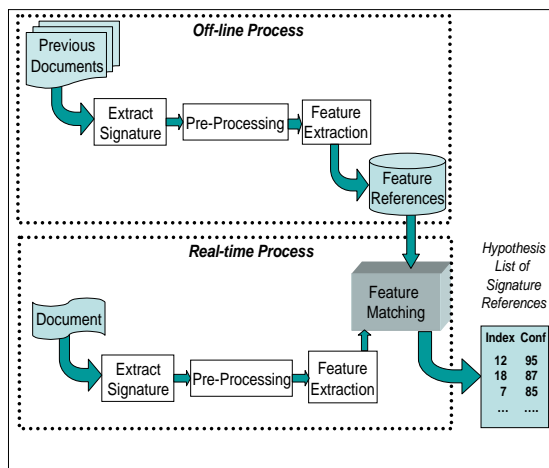 Off-line Process
Previous
Documents
Extract
Signature
Pre-Processing
Feature
Extraction
Feature
References
Real-time Process
Hypothesis
List of
Signature
References
Document
Feature
Matching
Extract
Signature
Pre-Processing
Feature
Extraction
Index Conf
12 95
18 87
7 85
... ....